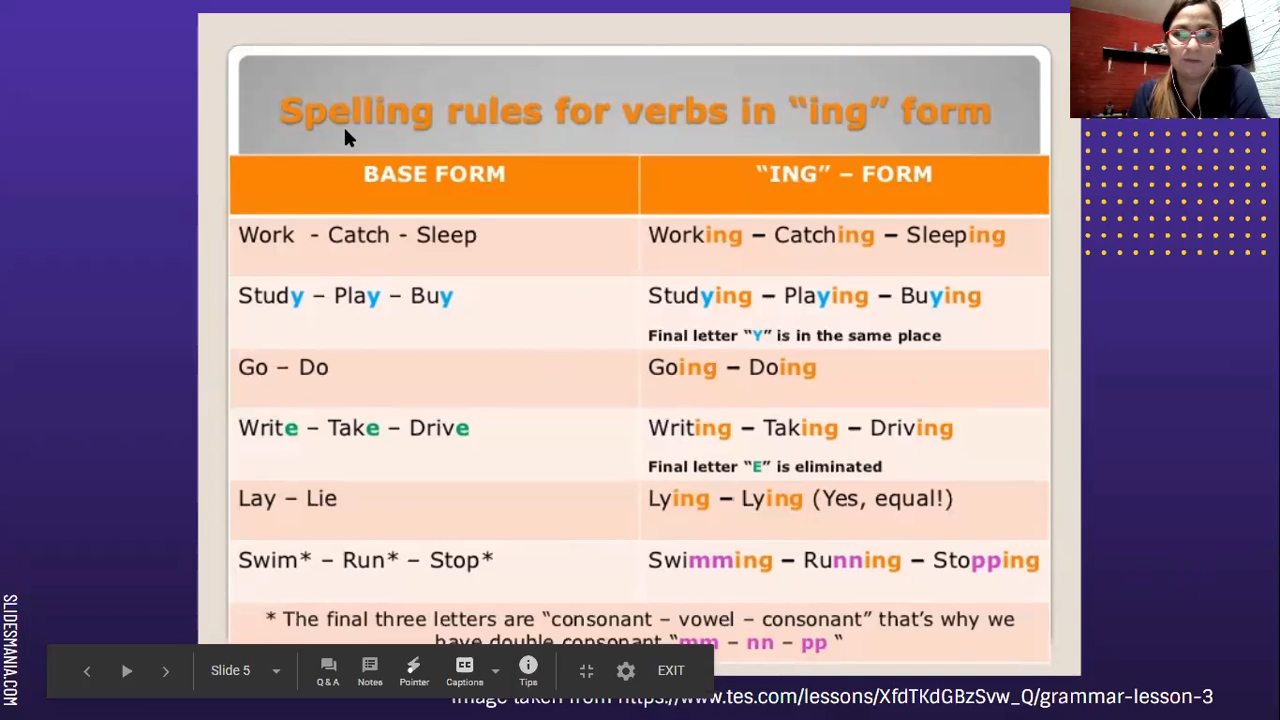 Spelling rules for verbs in “ing” form
BASE FORM
“ING” – FORM
Work - Catch - Sleep
Working – Catching – Sleeping
Study – Play – Buy
Studying – Playing – Buying
Final letter “Y” is in the same place
Go – Do
Going – Doing
Write – Take – Drive
Writing – Taking – Driving
Final letter “E” is eliminated
Lay – Lie
Lying – Lying (Yes, equal!)
Swim* – Run* – Stop*
Swimming – Running – Stopping
* The final three letters are “consonant – vowel – consonant” that’s why we
have double consonant “mm – nn – pp “
Slide 5
Q & A
Notes
Pointer
Captions
Tips
EXIT
Image taken from https://www.tes.com/lessons/XfdTKdGBzSvw_Q/grammar-lesson-3
SLIDESMANIA.COM